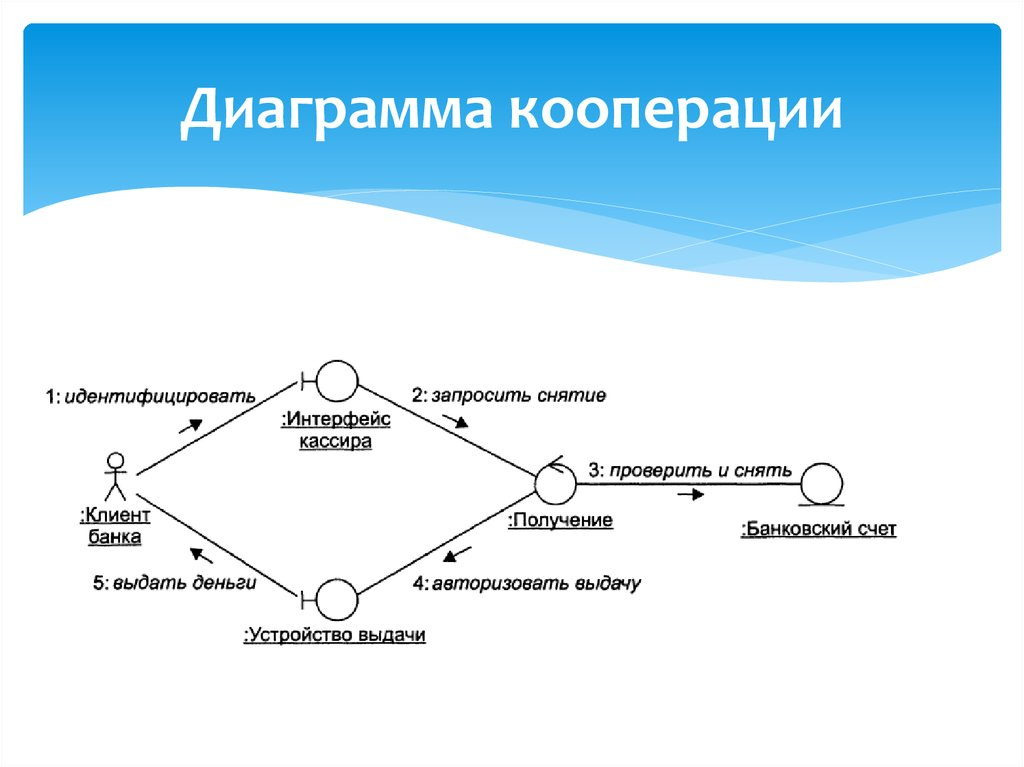 Диаграмма кооперации
1: идентифицировать
2: запросить снятие
:Интерфейс
кассира
3: проверить и снять
:Клиент
банка
:Получение
:Банковский счет
5: выдать деньги
4: авторизовать выдачу
:Устройство выдачи